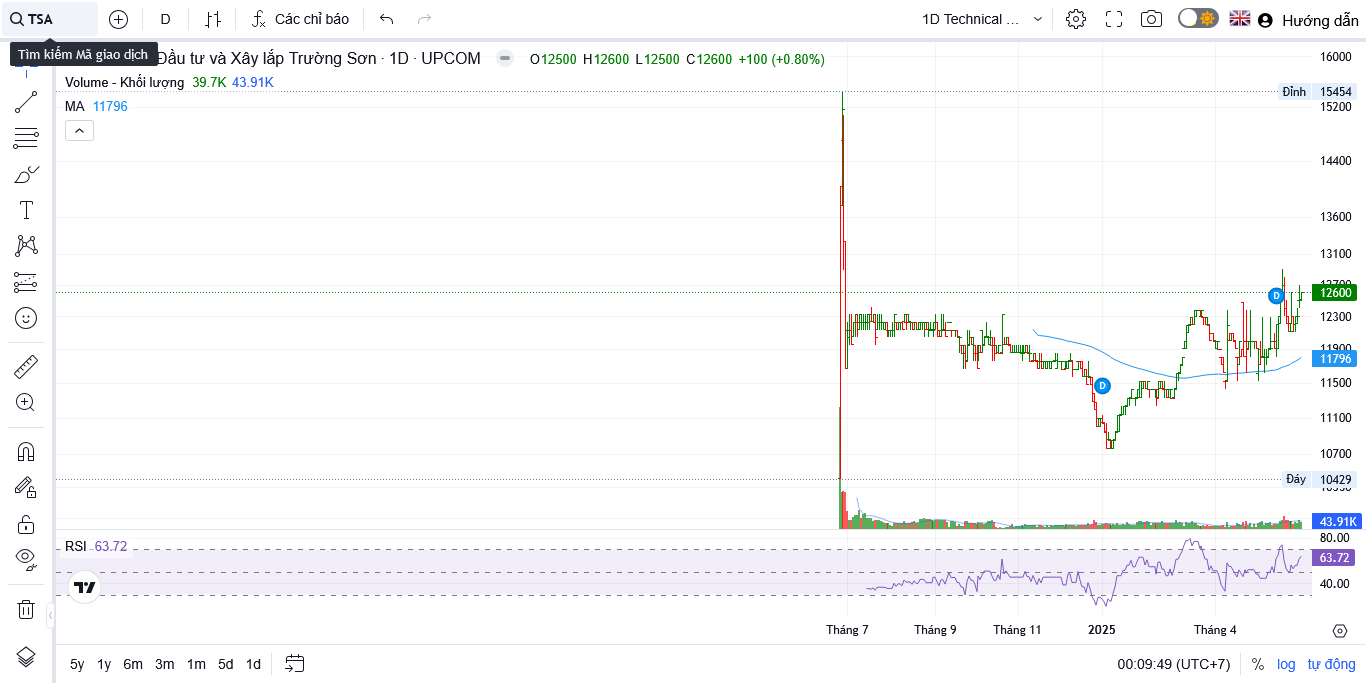 TSA
D
Các chỉ báo
1D Technical ...
Hướng dẫn
Tìm kiếm Mã giao dịch
Đầu tư và Xây lắp Trường Sơn · 1D · UPCOM
O12500 H12600 L12500 C12600 +100 (+0.80%)
Volume - Khối lượng 39.7K 43.91K
MA 11796
16000
Đỉnh 15454
15200
14400
13600
13100
12600
12300
11900
11796
11500
11100
10700
Đáy 10429
43.91K
RSI 63.72
80.00
63.72
40.00
D
D
Tháng 7
Tháng 9
Tháng 11
2025
Tháng 4
5y 1y 6m 3m 1m 5d 1d
00:09:49 (UTC+7)
%
log
tự động